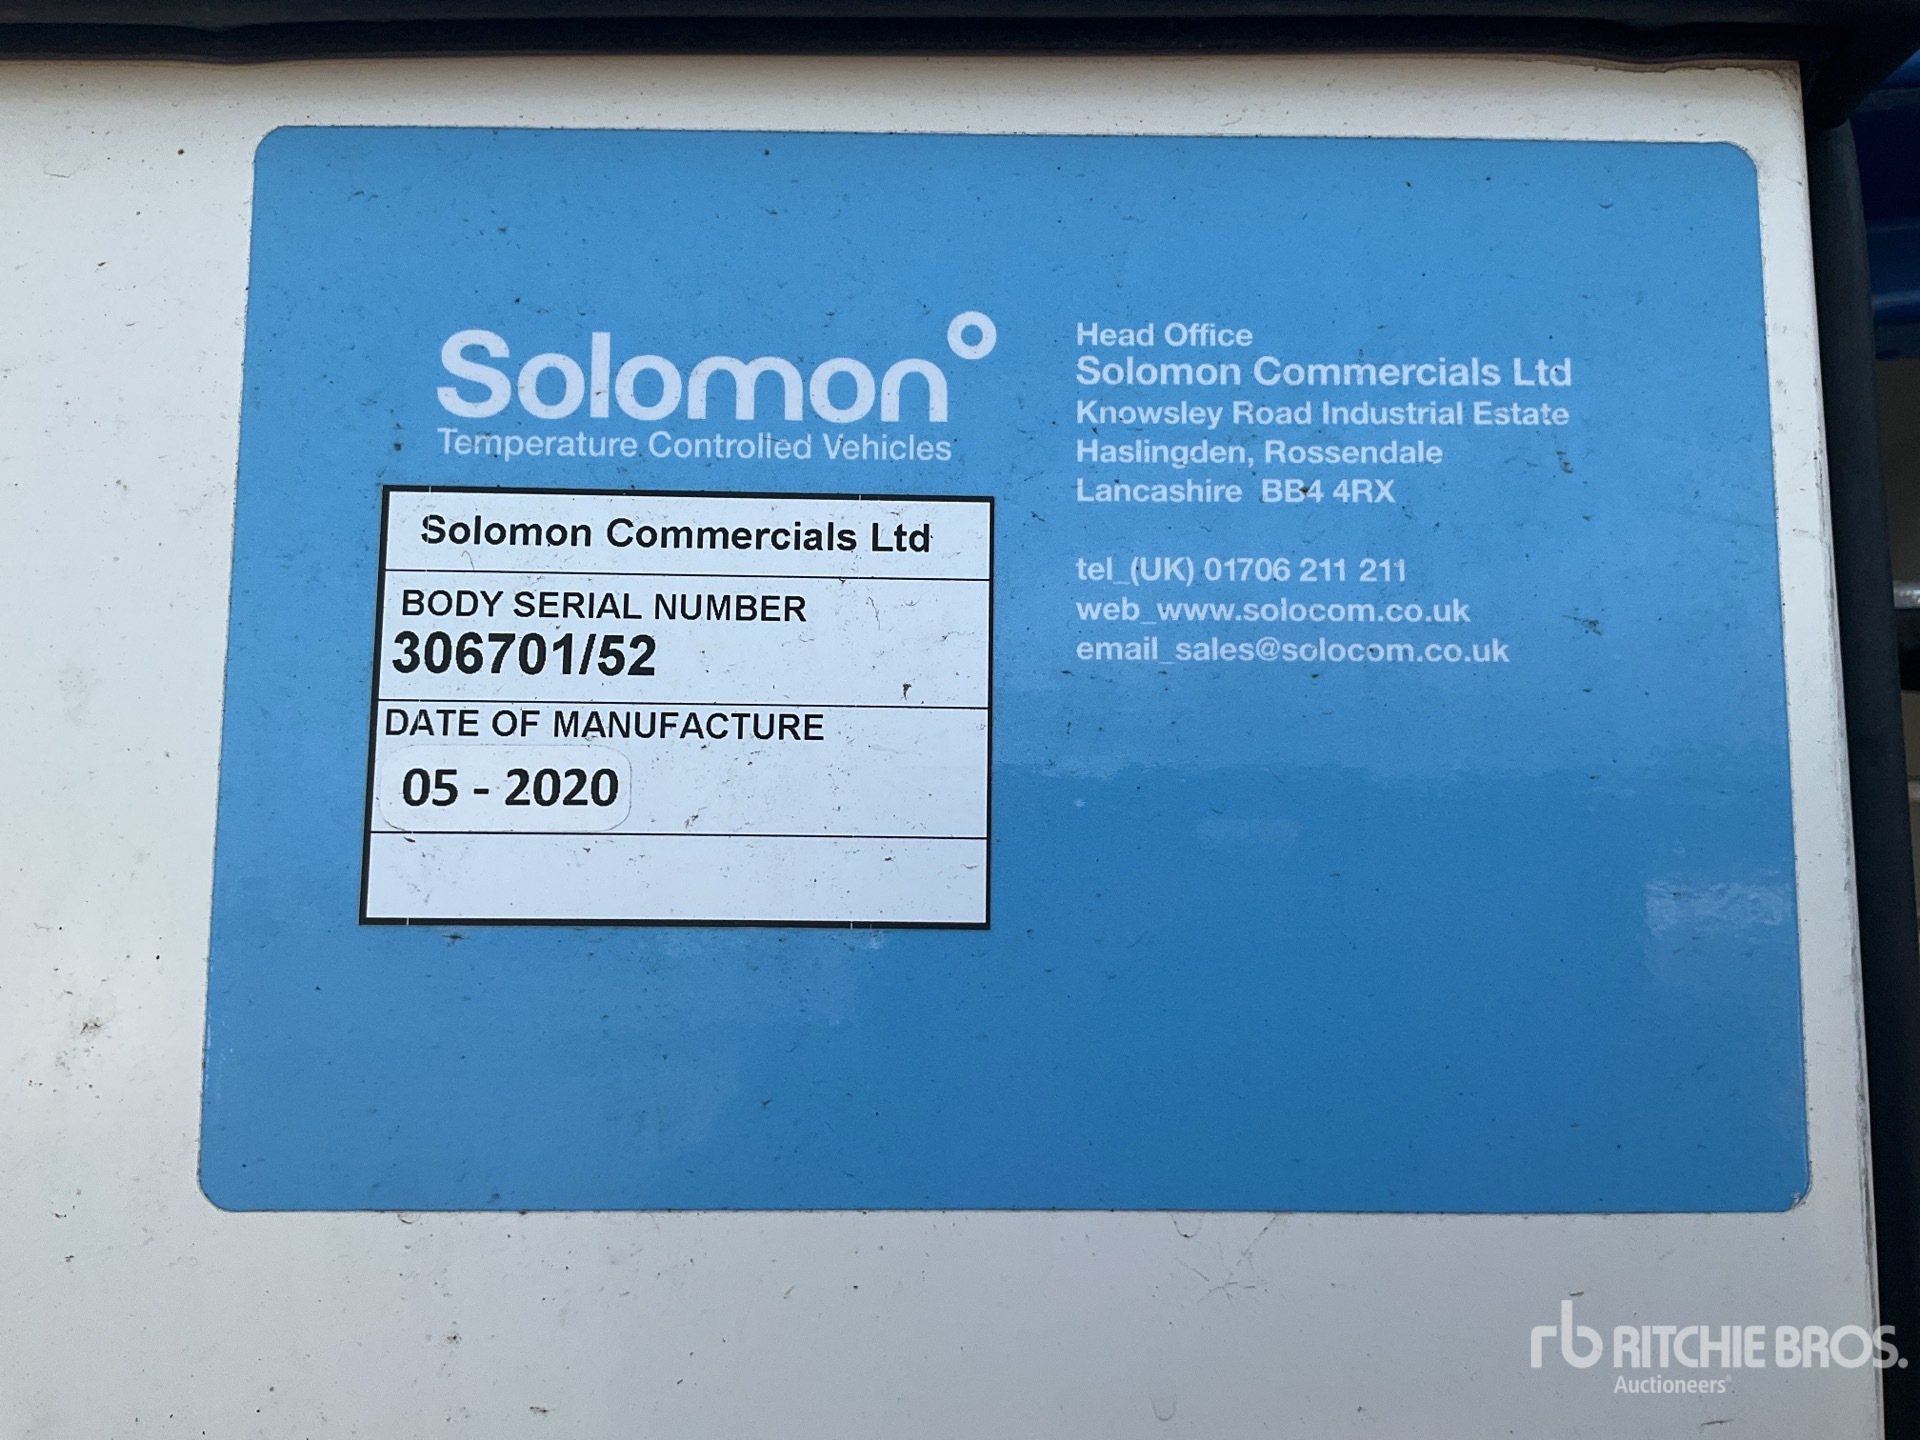 Solomon°
Temperature Controlled Vehicles
Solomon Commercials Ltd
BODY SERIAL NUMBER
306701/52
DATE OF MANUFACTURE
05 - 2020
Head Office
Solomon Commercials Ltd
Knowsley Road Industrial Estate
Haslingden, Rossendale
Lancashire BB4 4RX
tel_(UK) 01706 211 211
web_www.solocom.co.uk
email_sales@solocom.co.uk
rb RITCHIE BROS.
Auctioneers